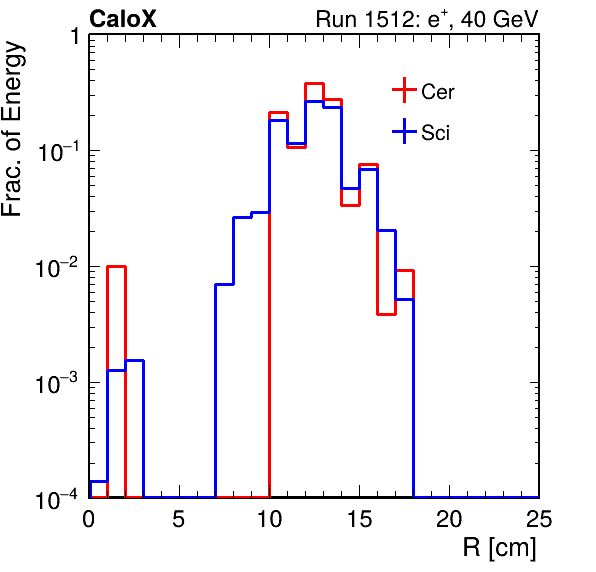 CaloX Run 1512: e⁺, 40 GeV
Frac. of Energy
1
10⁻¹
10⁻²
10⁻³
10⁻⁴
Cer
Sci
0 5 10 15 20 25
R [cm]